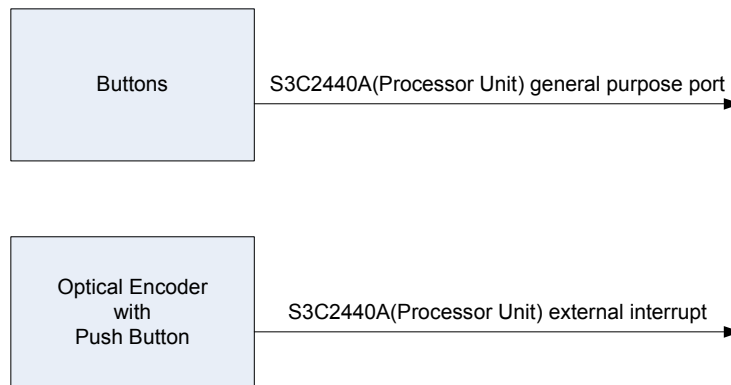 Buttons
S3C2440A(Processor Unit) general purpose port
Optical Encoder
with
Push Button
S3C2440A(Processor Unit) external interrupt